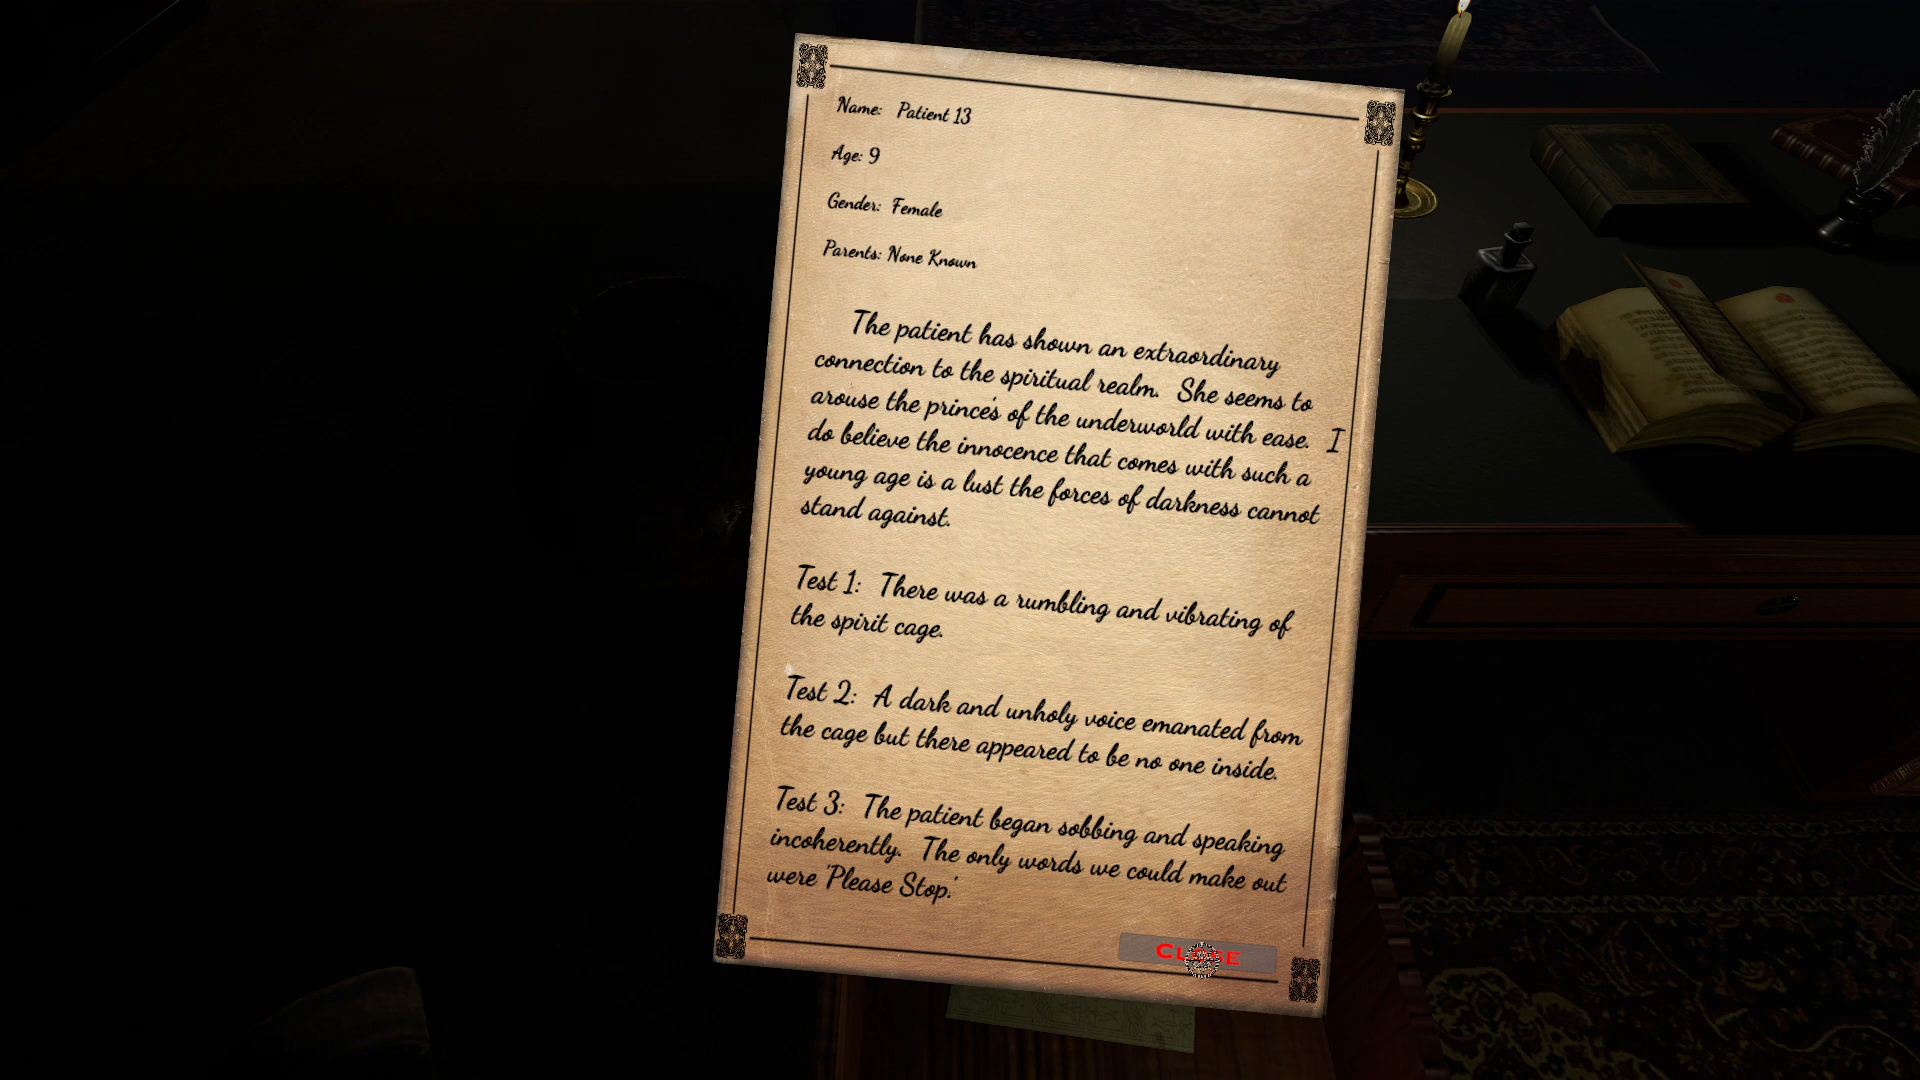 Name: Patient 13
Age: 9
Gender: Female
Parents: None Known
The patient has shown an extraordinary
connection to the spiritual realm. She seems to
arouse the prince's of the underworld with ease. I
do believe the innocence that comes with such a
young age is a lust the forces of darkness cannot
stand against.
Test 1: There was a rumbling and vibrating of
the spirit cage.
Test 2: A dark and unholy voice emanated from
the cage but there appeared to be no one inside.
Test 3: The patient began sobbing and speaking
incoherently. The only words we could make out
were 'Please Stop.'
CLOSE